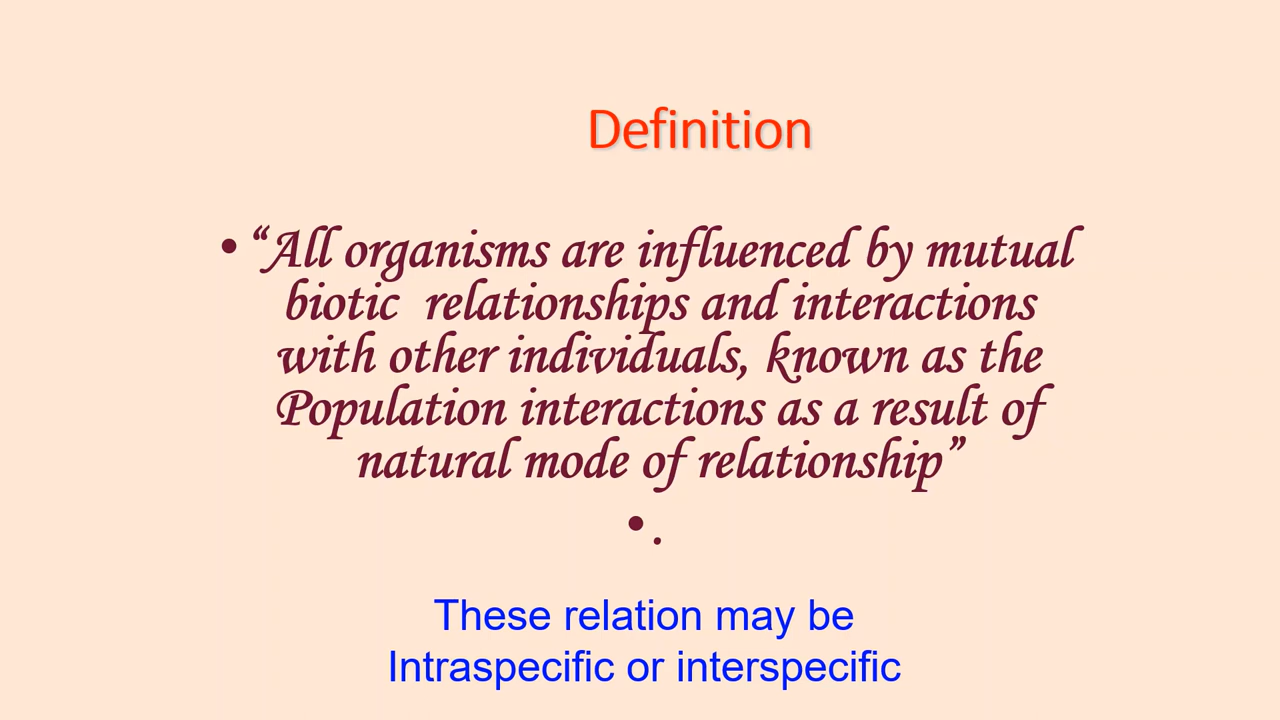 Definition
• “All organisms are influenced by mutual
biotic  relationships and interactions
with other individuals, known as the
Population interactions as a result of
natural mode of relationship”
• .
These relation may be
Intraspecific or interspecific